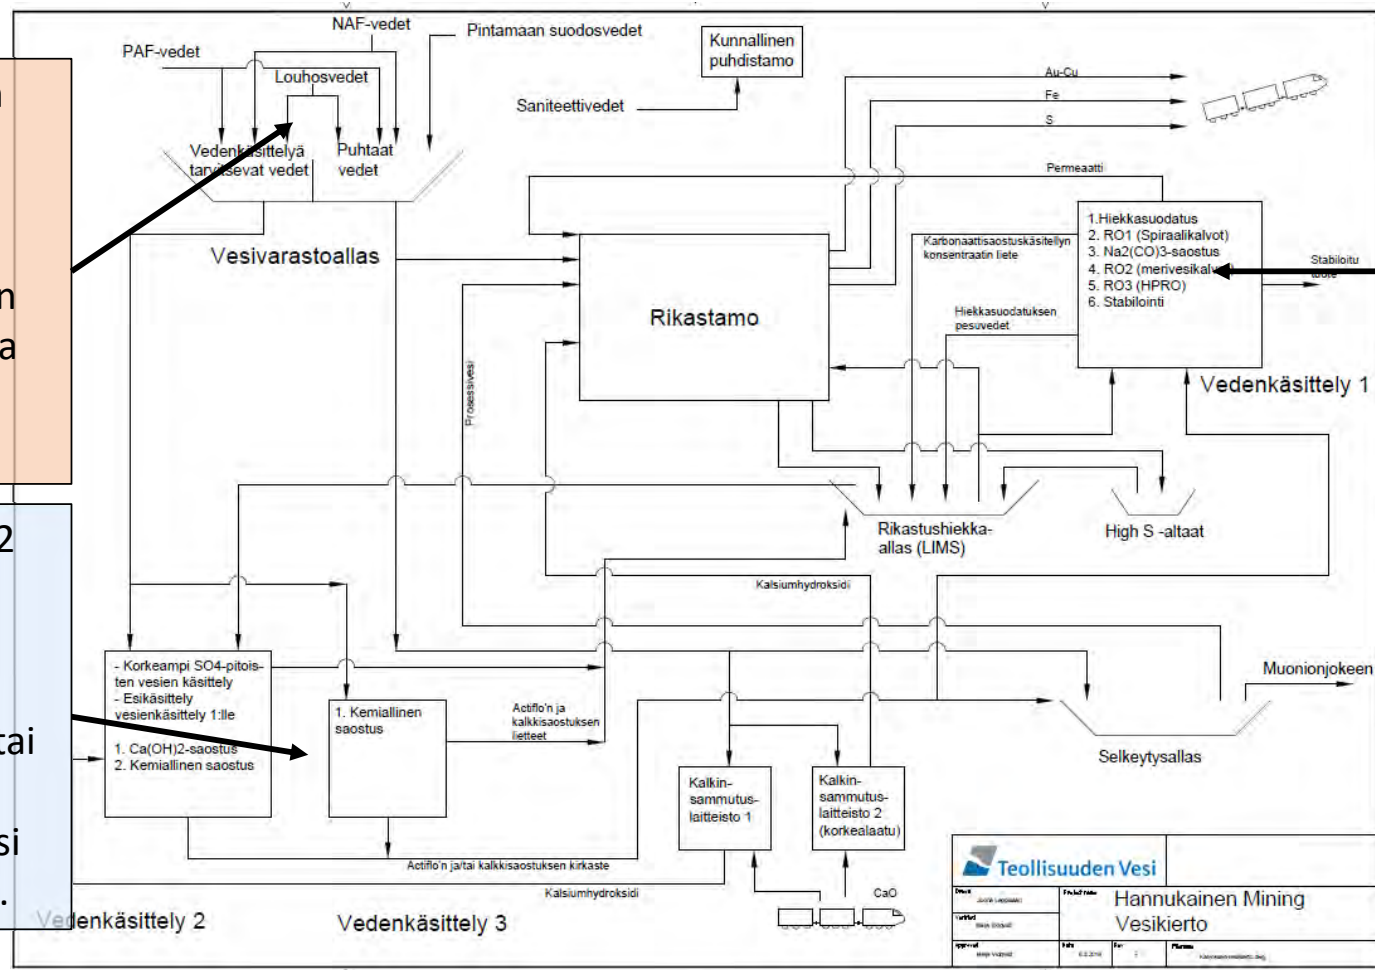 NAF-vedet
Pintamaan suodosvedet
PAF-vedet
Louhosvedet
Kunnallinen
puhdistamo
Saniteettivedet
Au-Cu
Fe
S
Vedenkäsittelyä
tarvitsevat vedet
Puhtaat
vedet
Vesivarastoallas
Permeaatti
Karbonaattisaostuskäsitellyn
konsentraatin liete
Hiekkasuodatuksen
pesuvedet
1.Hiekkasuodatus
2. RO1 (Spiraalikalvot)
3. Na2(CO)3-saostus
4. RO2 (merivesikalvot)
5. RO3 (HPRO)
6. Stabilointi
Stabiloitu
tuote
Vedenkäsittely 1
Rikastamo
Prosessivesi
n
a
2
tai
si
.
Rikastushiekka-
allas (LIMS)
High S -altaat
Kalsiumhydroksidi
- Korkeampi SO4-pitois-
ten vesien käsittely
- Esikäsittely
vesienkäsittely 1:lle
1. Ca(OH)2-saostus
2. Kemiallinen saostus
1. Kemiallinen
saostus
Actiflo'n ja
kalkkisaostuksen
lietteet
Muonionjokeen
Selkeytysallas
Kalkin-
sammutus-
laitteisto 1
Kalkin-
sammutus-
laitteisto 2
(korkealaatu)
Actiflo'n ja/tai kalkkisaostuksen kirkaste
Kalsiumhydroksidi
CaO
Vedenkäsittely 2
Vedenkäsittely 3
Teollisuuden Vesi
Hannukainen Mining
Vesikierto